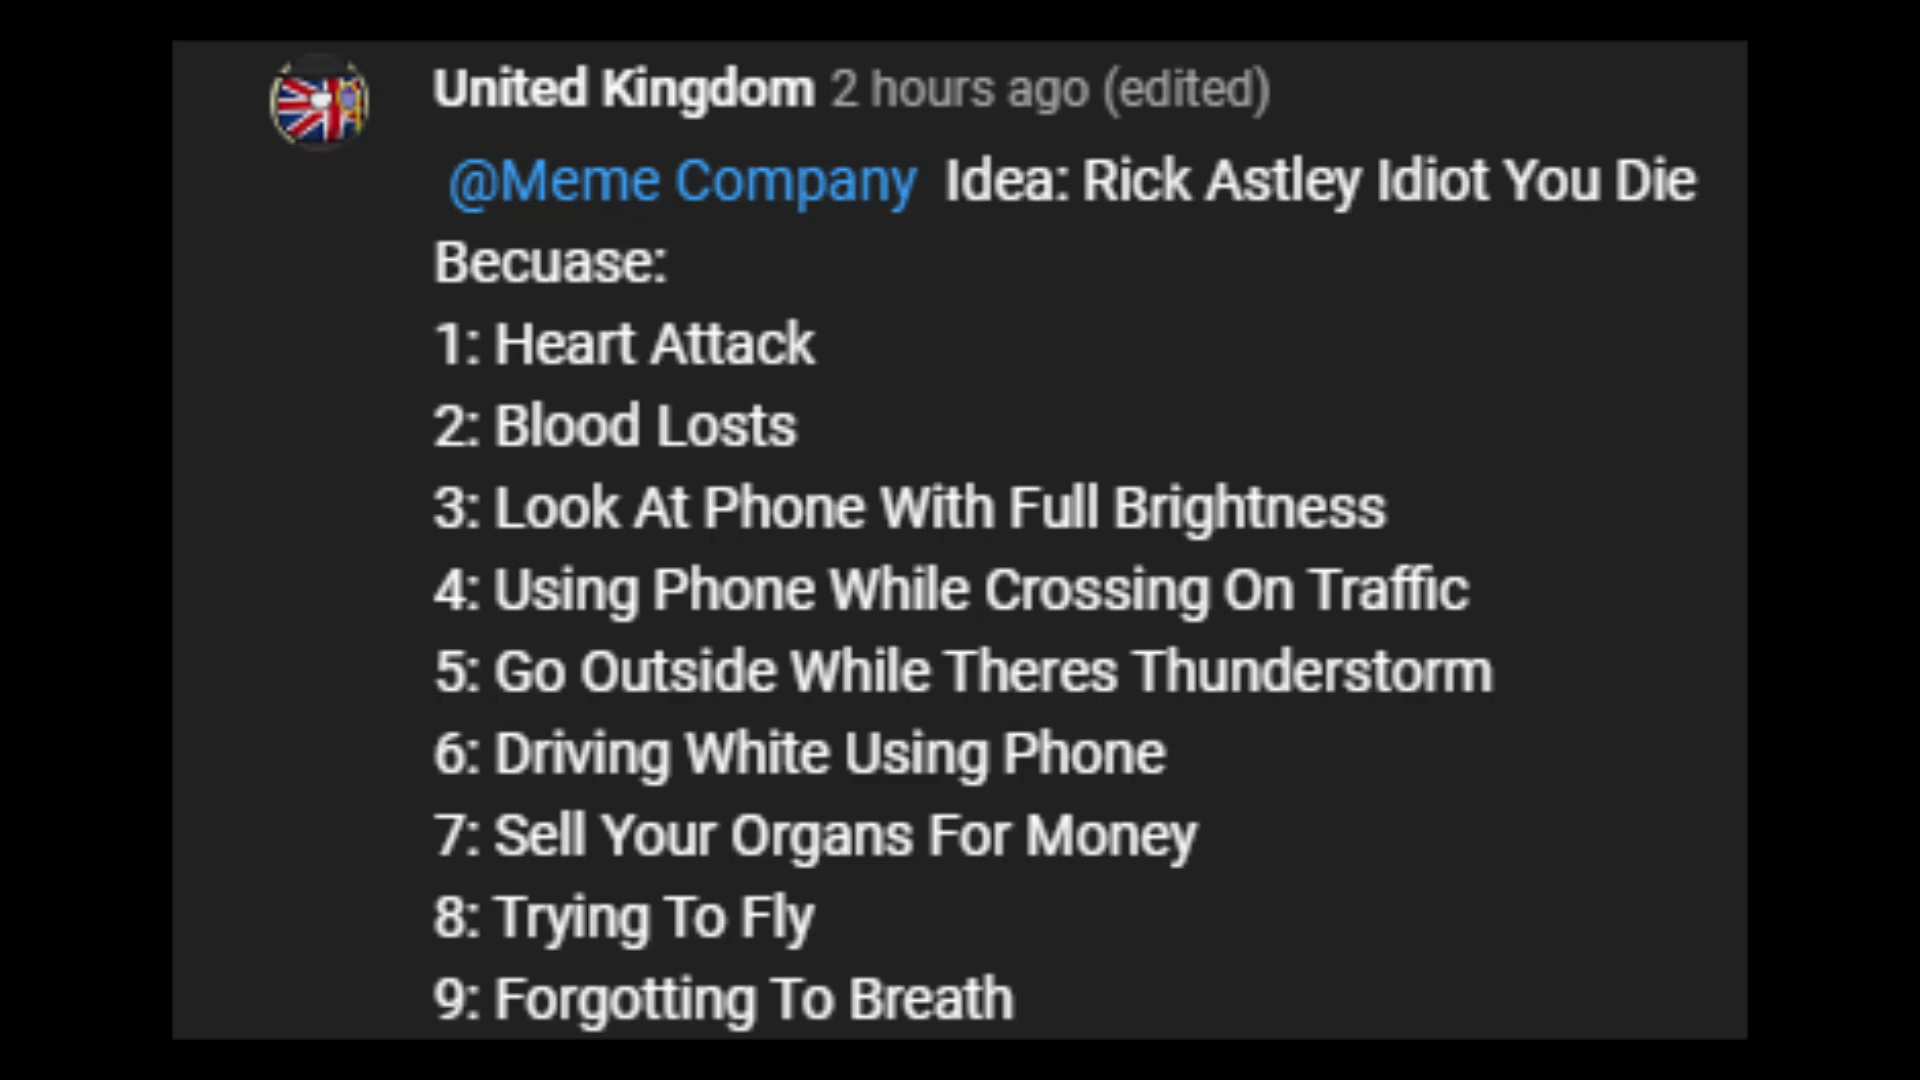 United Kingdom 2 hours ago (edited)
@Meme Company Idea: Rick Astley Idiot You Die
Becuase:
1: Heart Attack
2: Blood Losts
3: Look At Phone With Full Brightness
4: Using Phone While Crossing On Traffic
5: Go Outside While Theres Thunderstorm
6: Driving White Using Phone
7: Sell Your Organs For Money
8: Trying To Fly
9: Forgotting To Breath